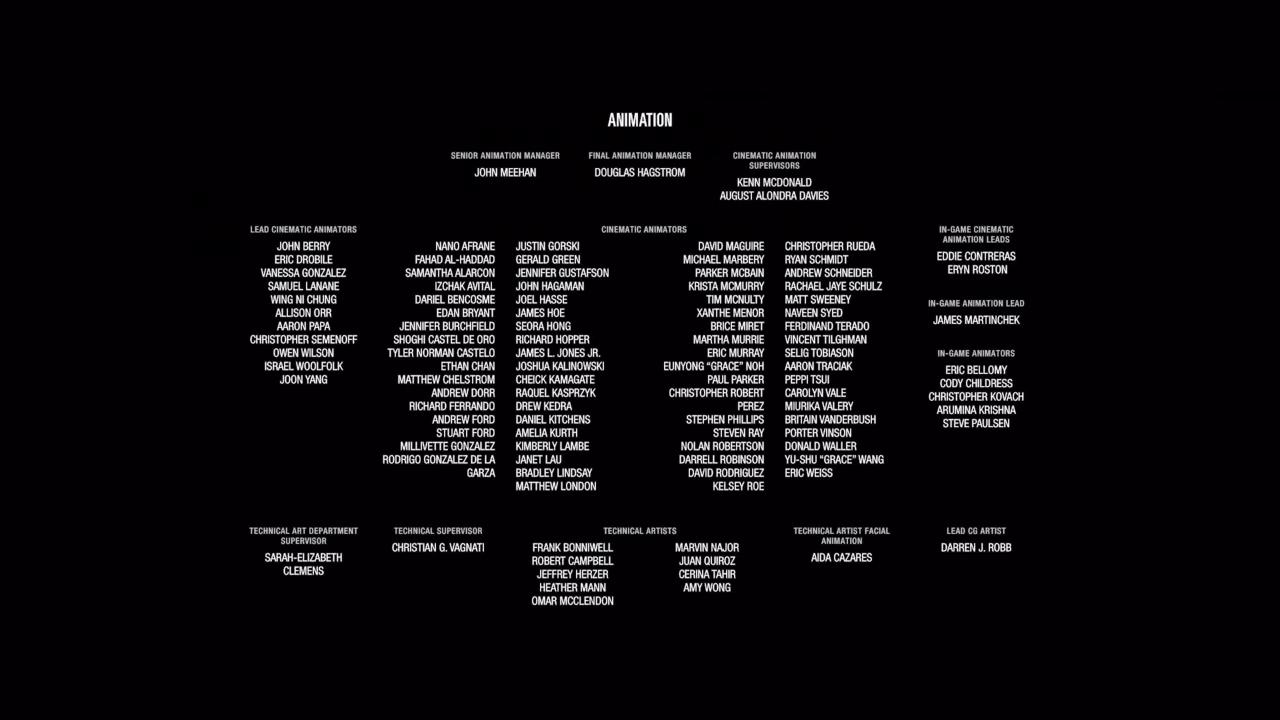 ANIMATION
SENIOR ANIMATION MANAGER
JOHN MEEHAN
FINAL ANIMATION MANAGER
DOUGLAS HAGSTROM
CINEMATIC ANIMATION
SUPERVISORS
KENN MCDONALD
AUGUST ALONDRA DAVIES
LEAD CINEMATIC ANIMATORS
JOHN BERRY
ERIC DROBILE
VANESSA GONZALEZ
SAMUEL LANANE
WING NI CHUNG
ALLISON ORR
AARON PAPA
CHRISTOPHER SEMENOFF
OWEN WILSON
ISRAEL WOOLFOLK
JOON YANG
CINEMATIC ANIMATORS
NANO AFRANE
FAHAD AL-HADDAD
SAMANTHA ALARCON
IZCHAK AVITAL
DARIEL BENCOSME
EDAN BRYANT
JENNIFER BURCHFIELD
SHOGHI CASTEL DE ORO
TYLER NORMAN CASTELO
ETHAN CHAN
MATTHEW CHELSTROM
ANDREW DORR
RICHARD FERRANDO
ANDREW FORD
STUART FORD
MILLIVETTE GONZALEZ
RODRIGO GONZALEZ DE LA
GARZA
JUSTIN GORSKI
GERALD GREEN
JENNIFER GUSTAFSON
JOHN HAGAMAN
JOEL HASSE
JAMES HOE
SEORA HONG
RICHARD HOPPER
JAMES L. JONES JR.
JOSHUA KALINOWSKI
CHEICK KAMAGATE
RAQUEL KASPRZYK
DREW KEDRA
DANIEL KITCHENS
AMELIA KURTH
KIMBERLY LAMBE
JANET LAU
BRADLEY LINDSAY
MATTHEW LONDON
DAVID MAGUIRE
MICHAEL MARBERY
PARKER MCBAIN
KRISTA MCMURRY
TIM MCNULTY
XANTHE MENOR
BRICE MIRET
MARTHA MURRIE
ERIC MURRAY
EUNYONG “GRACE” NOH
PAUL PARKER
CHRISTOPHER ROBERT
PEREZ
STEPHEN PHILLIPS
STEVEN RAY
NOLAN ROBERTSON
DARRELL ROBINSON
DAVID RODRIGUEZ
KELSEY ROE
CHRISTOPHER RUEDA
RYAN SCHMIDT
ANDREW SCHNEIDER
RACHAEL JAYE SCHULZ
MATT SWEENEY
NAVEEN SYED
FERDINAND TERADO
VINCENT TILGHMAN
SELIG TOBIASON
AARON TRACIAK
PEPPI TSUI
CAROLYN VALE
MIURIKA VALERY
BRITAIN VANDERBUSH
PORTER VINSON
DONALD WALLER
YU-SHU “GRACE” WANG
ERIC WEISS
IN-GAME CINEMATIC
ANIMATION LEADS
EDDIE CONTRERAS
ERYN ROSTON
IN-GAME ANIMATION LEAD
JAMES MARTINCHEK
IN-GAME ANIMATORS
ERIC BELLOMY
CODY CHILDRESS
CHRISTOPHER KOVACH
ARUMINA KRISHNA
STEVE PAULSEN
TECHNICAL ART DEPARTMENT
SUPERVISOR
SARAH-ELIZABETH
CLEMENS
TECHNICAL SUPERVISOR
CHRISTIAN G. VAGNATI
TECHNICAL ARTISTS
FRANK BONNIWELL
ROBERT CAMPBELL
JEFFREY HERZER
HEATHER MANN
OMAR MCCLENDON
MARVIN NAJOR
JUAN QUIROZ
CERINA TAHIR
AMY WONG
TECHNICAL ARTIST FACIAL
ANIMATION
AIDA CAZARES
LEAD CG ARTIST
DARREN J. ROBB